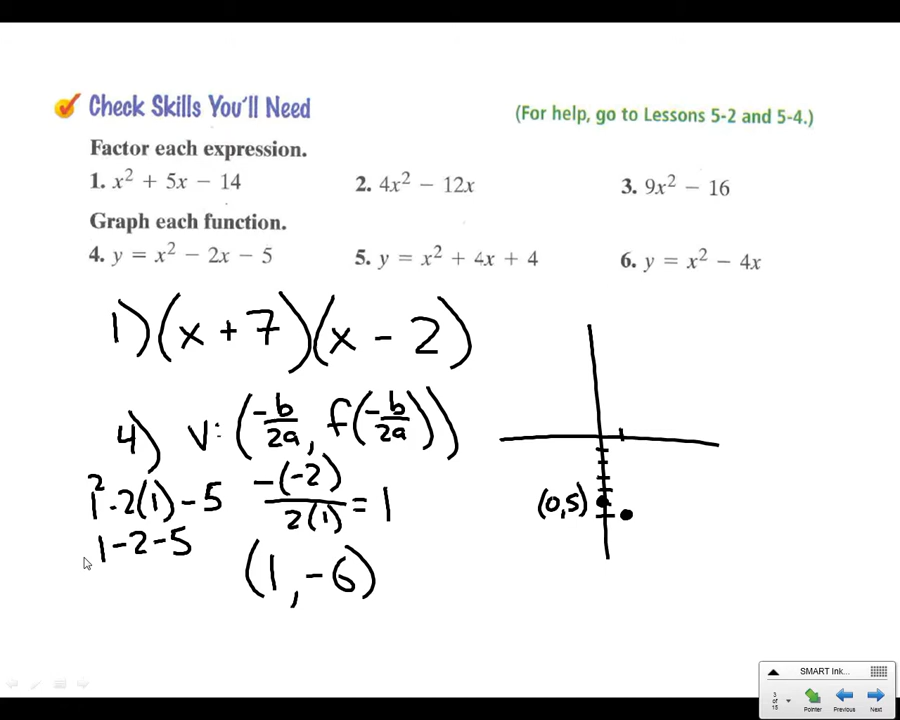 Check Skills You'll Need (For help, go to Lessons 5-2 and 5-4.)
Factor each expression.
1. x² + 5x − 14 2. 4x² − 12x 3. 9x² − 16
Graph each function.
4. y = x² − 2x − 5 5. y = x² + 4x + 4 6. y = x² − 4x
1) (x + 7)(x − 2)
4) V: (-b/2a, f(-b/2a))
1² - 2(1) - 5 -(-2)/2(1) = 1
1 - 2 - 5
(1, -6)
(0,5)
SMART Ink...
3 of 15
Pointer Previous Next